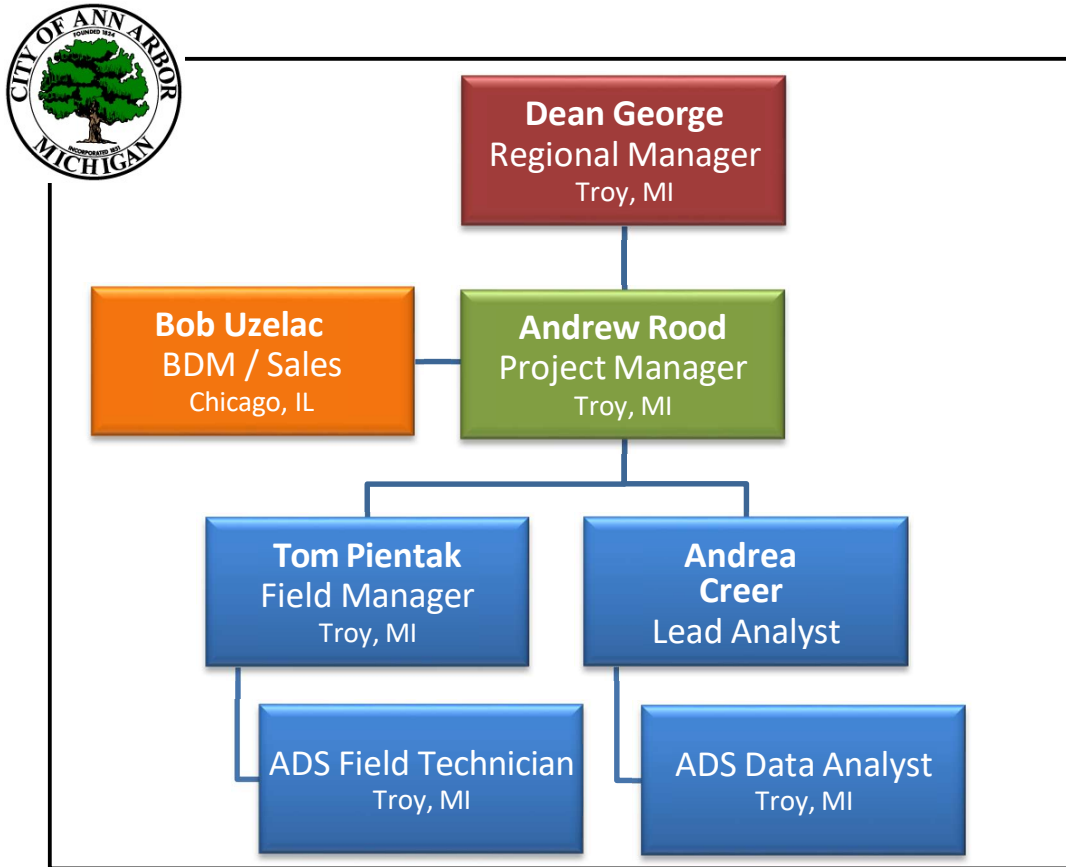 CITY OF ANN ARBOR
FOUNDED 1824
INCORPORATED 1851
MICHIGAN
Dean George
Regional Manager
Troy, MI
Bob Uzelac
BDM / Sales
Chicago, IL
Andrew Rood
Project Manager
Troy, MI
Tom Pientak
Field Manager
Troy, MI
Andrea
Creer
Lead Analyst
ADS Field Technician
Troy, MI
ADS Data Analyst
Troy, MI